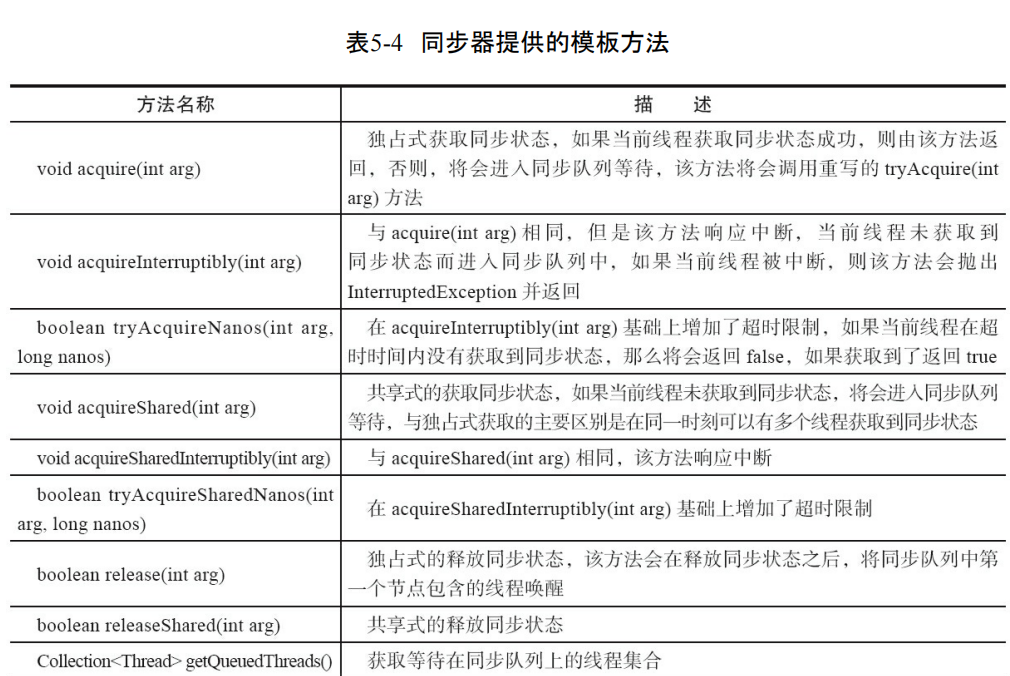 表5-4 同步器提供的模板方法
方法名称
描 述
void acquire(int arg)
独占式获取同步状态，如果当前线程获取同步状态成功，则由该方法返
回，否则，将会进入同步队列等待，该方法将会调用重写的 tryAcquire(int
arg) 方法
void acquireInterruptibly(int arg)
与 acquire(int arg) 相同，但是该方法响应中断，当前线程未获取到
同步状态而进入同步队列中，如果当前线程被中断，则该方法会抛出
InterruptedException 并返回
boolean tryAcquireNanos(int arg,
long nanos)
在 acquireInterruptibly(int arg) 基础上增加了超时限制，如果当前线程在超
时时间内没有获取到同步状态，那么将会返回 false，如果获取到了返回 true
void acquireShared(int arg)
共享式的获取同步状态，如果当前线程未获取到同步状态，将会进入同步队列
等待，与独占式获取的主要区别是在同一时刻可以有多个线程获取到同步状态
void acquireSharedInterruptibly(int arg)
与 acquireShared(int arg) 相同，该方法响应中断
boolean tryAcquireSharedNanos(int
arg, long nanos)
在 acquireSharedInterruptibly(int arg) 基础上增加了超时限制
boolean release(int arg)
独占式的释放同步状态，该方法会在释放同步状态之后，将同步队列中第
一个节点包含的线程唤醒
boolean releaseShared(int arg)
共享式的释放同步状态
Collection<Thread> getQueuedThreads()
获取等待在同步队列上的线程集合